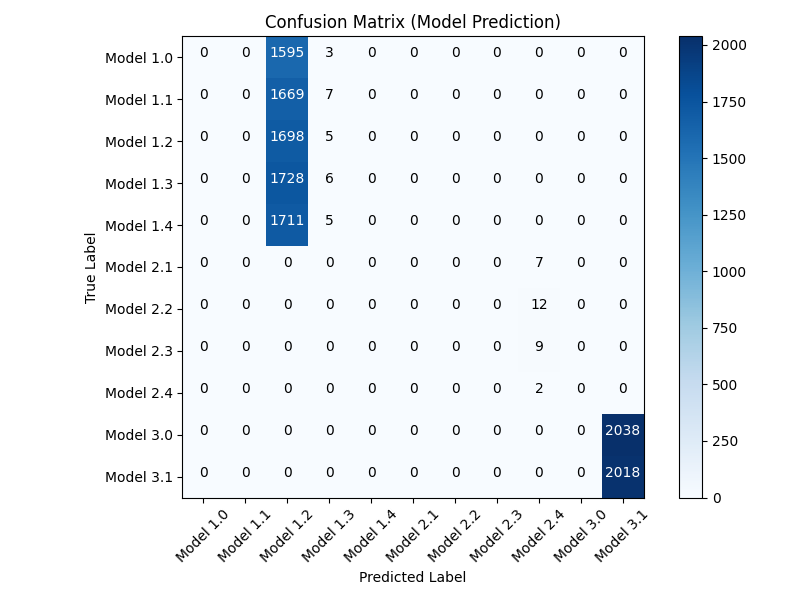 Confusion Matrix (Model Prediction)
Model 1.0 0 0 1595 3 0 0 0 0 0 0 0
Model 1.1 0 0 1669 7 0 0 0 0 0 0 0
Model 1.2 0 0 1698 5 0 0 0 0 0 0 0
Model 1.3 0 0 1728 6 0 0 0 0 0 0 0
Model 1.4 0 0 1711 5 0 0 0 0 0 0 0
Model 2.1 0 0 0 0 0 0 0 0 7 0 0
Model 2.2 0 0 0 0 0 0 0 0 12 0 0
Model 2.3 0 0 0 0 0 0 0 0 9 0 0
Model 2.4 0 0 0 0 0 0 0 0 2 0 0
Model 3.0 0 0 0 0 0 0 0 0 0 0 2038
Model 3.1 0 0 0 0 0 0 0 0 0 0 2018
True Label
Model 1.0 Model 1.1 Model 1.2 Model 1.3 Model 1.4 Model 2.1 Model 2.2 Model 2.3 Model 2.4 Model 3.0 Model 3.1
Predicted Label
2000
1750
1500
1250
1000
750
500
250
0